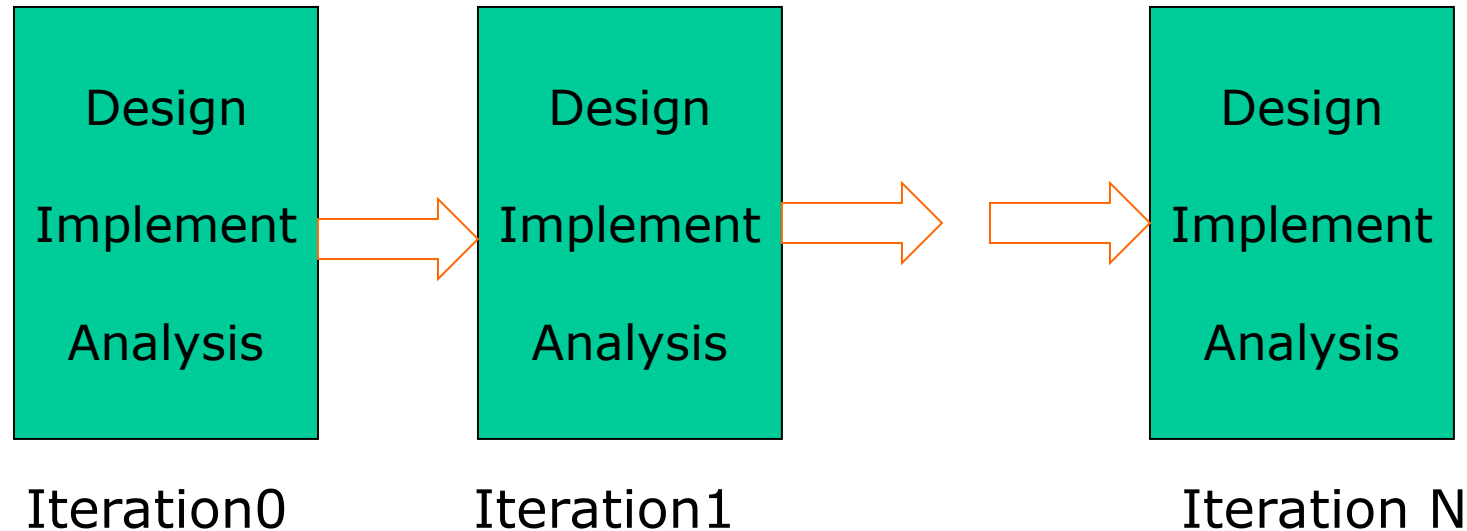 Design
Implement
Analysis
Design
Implement
Analysis
Design
Implement
Analysis
Iteration0
Iteration1
Iteration N